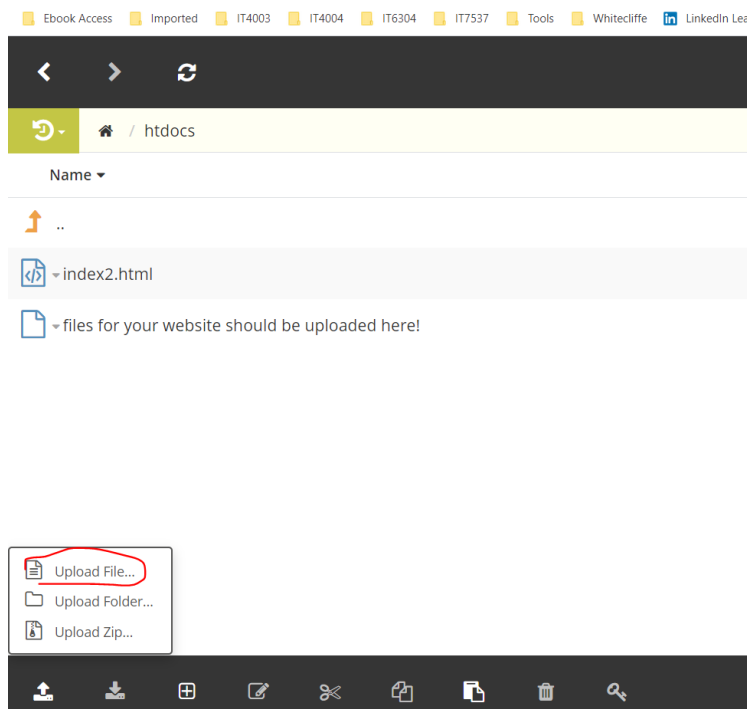 Ebook Access Imported IT4003 IT4004 IT6304 IT7537 Tools Whitecliffe in LinkedIn Lea
/ htdocs
Name
..
index2.html
files for your website should be uploaded here!
Upload File...
Upload Folder...
Upload Zip...